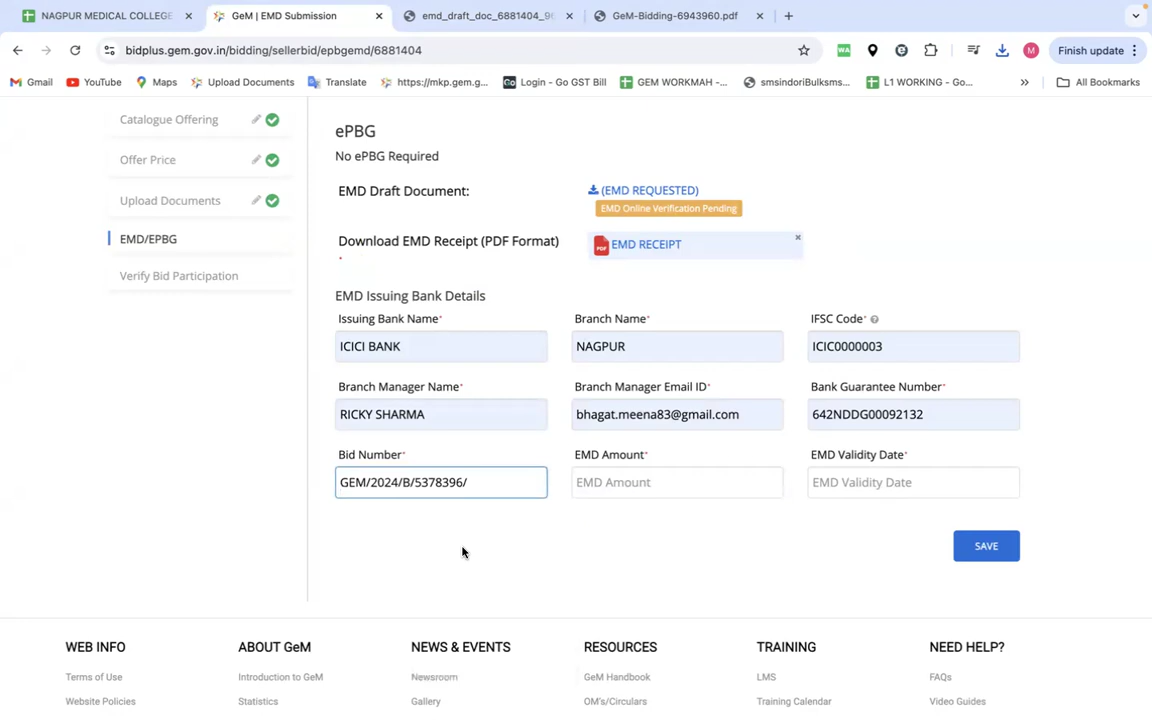 NAGPUR MEDICAL COLLEGE
GeM | EMD Submission
emd_draft_doc_6881404_9
GeM-Bidding-6943960.pdf
bidplus.gem.gov.in/bidding/sellerbid/epbgemd/6881404
WA
M
Finish update
Gmail
YouTube
Maps
Upload Documents
Translate
https://mkp.gem.g...
Login - Go GST Bill
GEM WORKMAH -...
smsindoriBulksms...
L1 WORKING - Go...
»
All Bookmarks
Catalogue Offering
Offer Price
Upload Documents
EMD/EPBG
Verify Bid Participation
ePBG
No ePBG Required
EMD Draft Document:
(EMD REQUESTED)
EMD Online Verification Pending
Download EMD Receipt (PDF Format)
*
PDF
EMD RECEIPT
×
EMD Issuing Bank Details
Issuing Bank Name*
Branch Name*
IFSC Code*
ICICI BANK
NAGPUR
ICIC0000003
Branch Manager Name*
Branch Manager Email ID*
Bank Guarantee Number*
RICKY SHARMA
bhagat.meena83@gmail.com
642NDDG00092132
Bid Number*
EMD Amount*
EMD Validity Date*
GEM/2024/B/5378396/
EMD Amount
EMD Validity Date
SAVE
WEB INFO
ABOUT GeM
NEWS & EVENTS
RESOURCES
TRAINING
NEED HELP?
Terms of Use
Introduction to GeM
Newsroom
GeM Handbook
LMS
FAQs
Website Policies
Statistics
Gallery
OM's/Circulars
Training Calendar
Video Guides